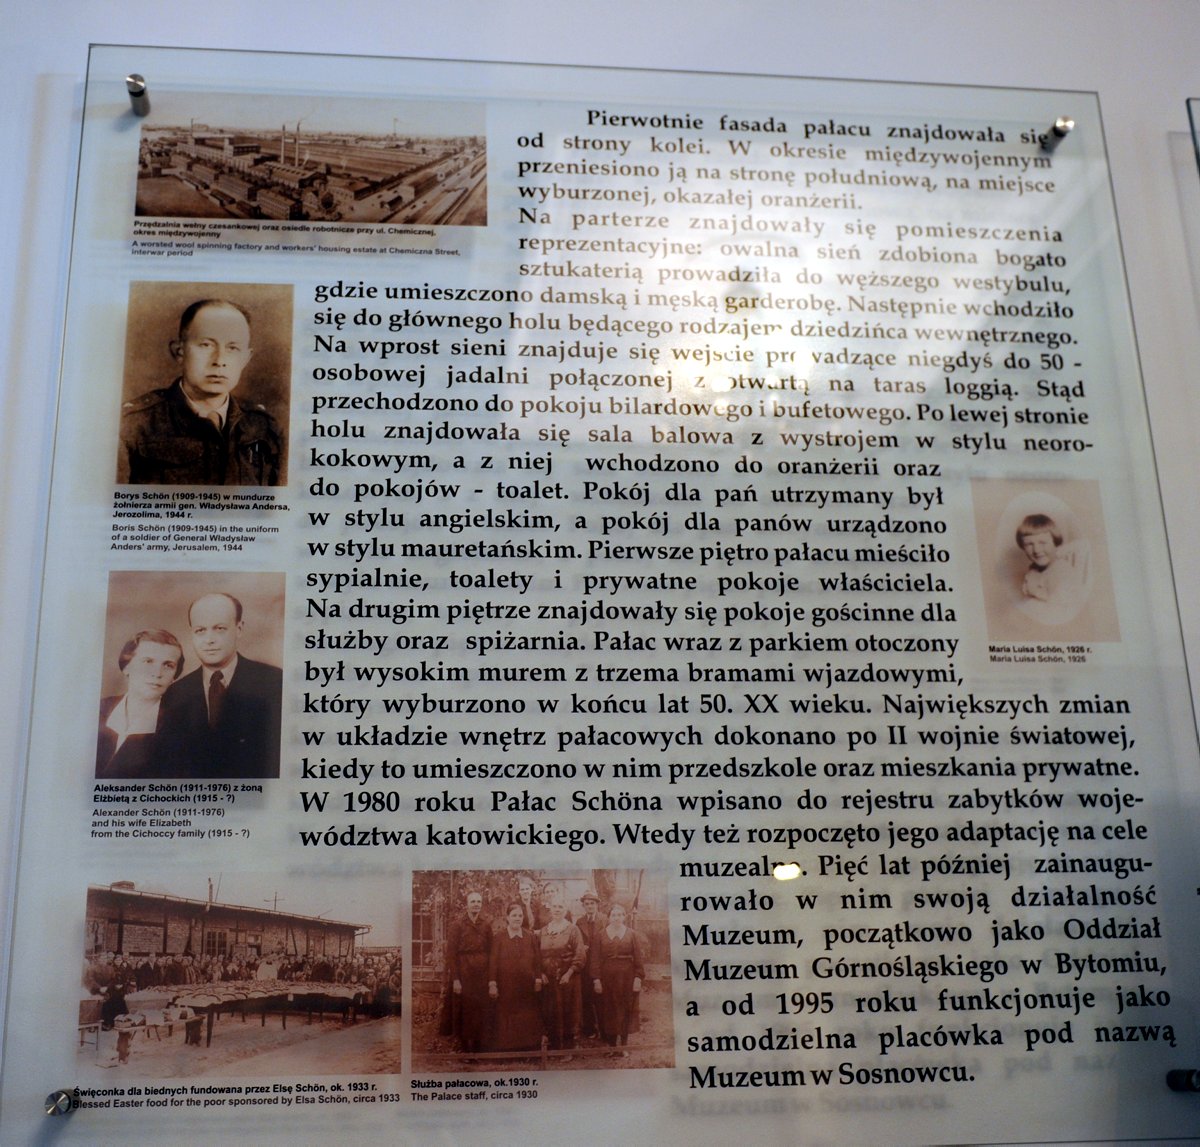 Pierwotnie fasada pałacu znajdowała się
od strony kolei. W okresie międzywojennym
przeniesiono ją na stronę południową, na miejsce
wyburzonej, okazałej oranżerii.
Na parterze znajdowały się pomieszczenia
reprezentacyjne: owalna sień zdobiona bogato
sztukaterią prowadziła do węższego westybulu,
gdzie umieszczono damską i męską garderobę. Następnie wchodziło
się do głównego holu będącego rodzajem dziedzińca wewnętrznego.
Na wprost sieni znajduje się wejście niegdyś do 50 -
osobowej jadalni połączonej z otwartą na taras loggią. Stąd
przechodzono do pokoju bilardowego i bufetowego. Po lewej stronie
holu znajdowała się sala balowa z wystrojem w stylu neoro-
kokowym, a z niej wchodzono do oranżerii oraz
do pokojów - toalet. Pokój dla pań utrzymany był
w stylu angielskim, a pokój dla panów urządzono
w stylu mauretańskim. Pierwsze piętro pałacu mieściło
sypialnie, toalety i prywatne pokoje właściciela.
Na drugim piętrze znajdowały się pokoje gościnne dla
służby oraz spiżarnia. Pałac wraz z parkiem otoczony
był wysokim murem z trzema bramami wjazdowymi,
który wyburzono w końcu lat 50. XX wieku. Największych zmian
w układzie wnętrz pałacowych dokonano po II wojnie światowej,
kiedy to umieszczono w nim przedszkole oraz mieszkania prywatne.
W 1980 roku Pałac Schöna wpisano do rejestru zabytków woje-
wództwa katowickiego. Wtedy też rozpoczęto jego adaptację na cele
muzealne. Pięć lat później zainaugu-
rowało w nim swoją działalność
Muzeum, początkowo jako Oddział
Muzeum Górnośląskiego w Bytomiu,
a od 1995 roku funkcjonuje jako
samodzielna placówka pod nazwą
Muzeum w Sosnowcu.
Przędzalnia wełny czesankowej oraz osiedle robotnicze przy ul. Chemicznej,
okres międzywojenny
A worsted wool spinning factory and workers' housing estate at Chemiczna Street,
interwar period
Borys Schön (1909-1945) w mundurze
żołnierza armii gen. Władysława Andersa,
Jerozolima, 1944 r.
Boris Schön (1909-1945) in the uniform
of a soldier of General Władysław
Anders' army, Jerusalem, 1944
Aleksander Schön (1911-1976) z żoną
Elżbietą z Cichockich (1915 - ?)
Alexander Schön (1911-1976)
and his wife Elizabeth
from the Cichoccy family (1915 - ?)
Maria Luisa Schön, 1926 r.
Maria Luisa Schön, 1926
Święconka dla biednych fundowana przez Elsę Schön, ok. 1933 r.
Blessed Easter food for the poor sponsored by Elsa Schön, circa 1933
Służba pałacowa, ok.1930 r.
The Palace staff, circa 1930